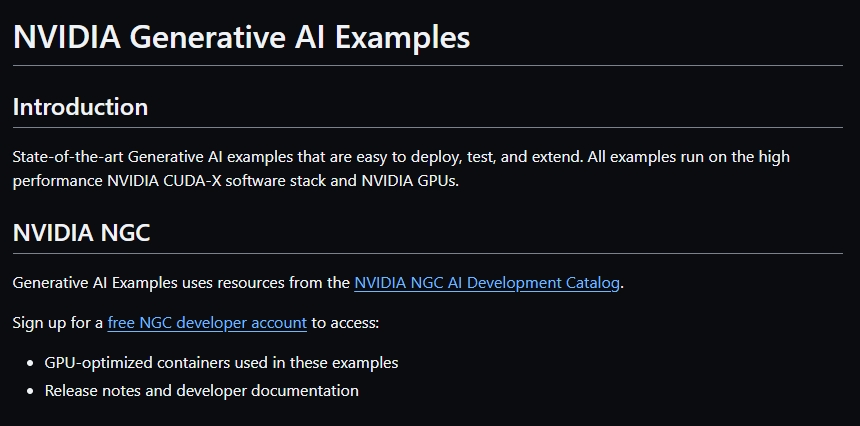 NVIDIA Generative AI Examples
Introduction
State-of-the-art Generative AI examples that are easy to deploy, test, and extend. All examples run on the high
performance NVIDIA CUDA-X software stack and NVIDIA GPUs.
NVIDIA NGC
Generative AI Examples uses resources from the NVIDIA NGC AI Development Catalog.
Sign up for a free NGC developer account to access:
• GPU-optimized containers used in these examples
• Release notes and developer documentation